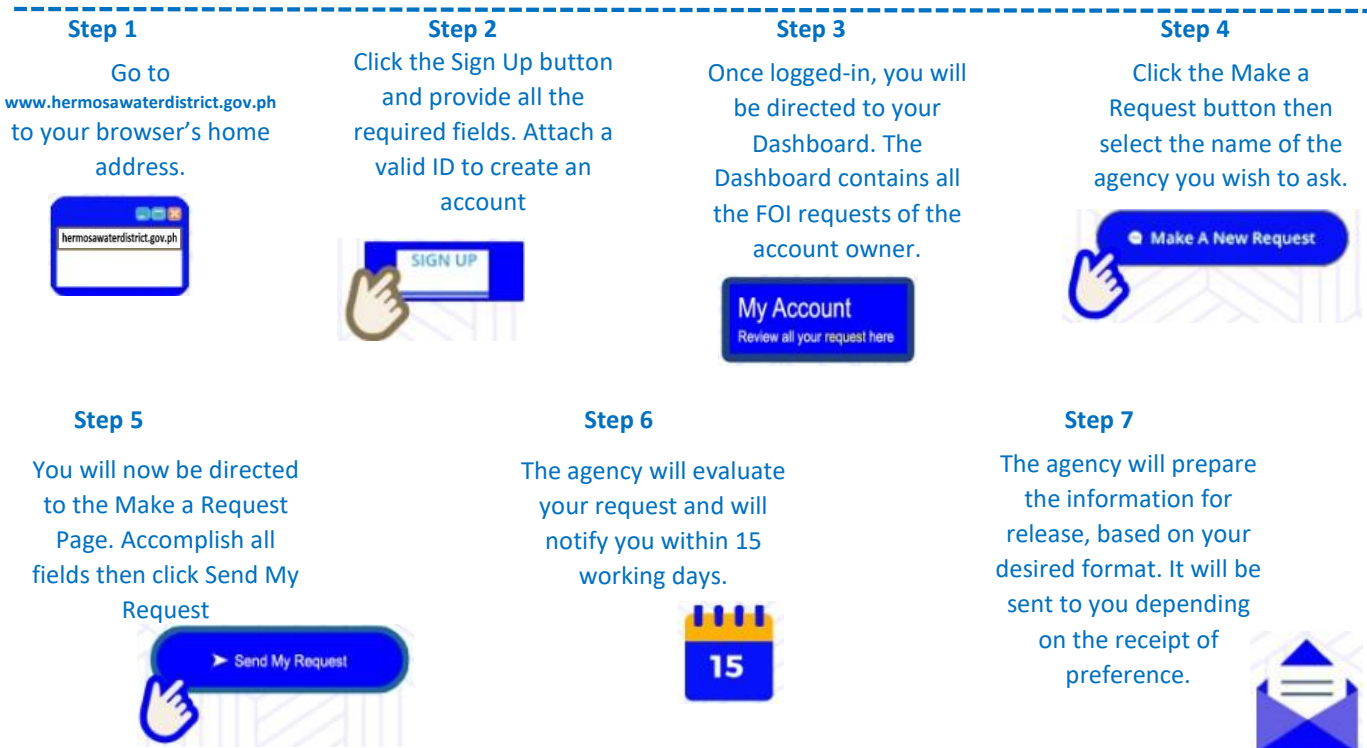 Step 1
Go to
www.hermosawaterdistrict.gov.ph
to your browser’s home
address.
hermosawaterdistrict.gov.ph
Step 2
Click the Sign Up button
and provide all the
required fields. Attach a
valid ID to create an
account
SIGN UP
Step 3
Once logged-in, you will
be directed to your
Dashboard. The
Dashboard contains all
the FOI requests of the
account owner.
My Account
Review all your request here
Step 4
Click the Make a
Request button then
select the name of the
agency you wish to ask.
Make A New Request
Step 5
You will now be directed
to the Make a Request
Page. Accomplish all
fields then click Send My
Request
Send My Request
Step 6
The agency will evaluate
your request and will
notify you within 15
working days.
15
Step 7
The agency will prepare
the information for
release, based on your
desired format. It will be
sent to you depending
on the receipt of
preference.